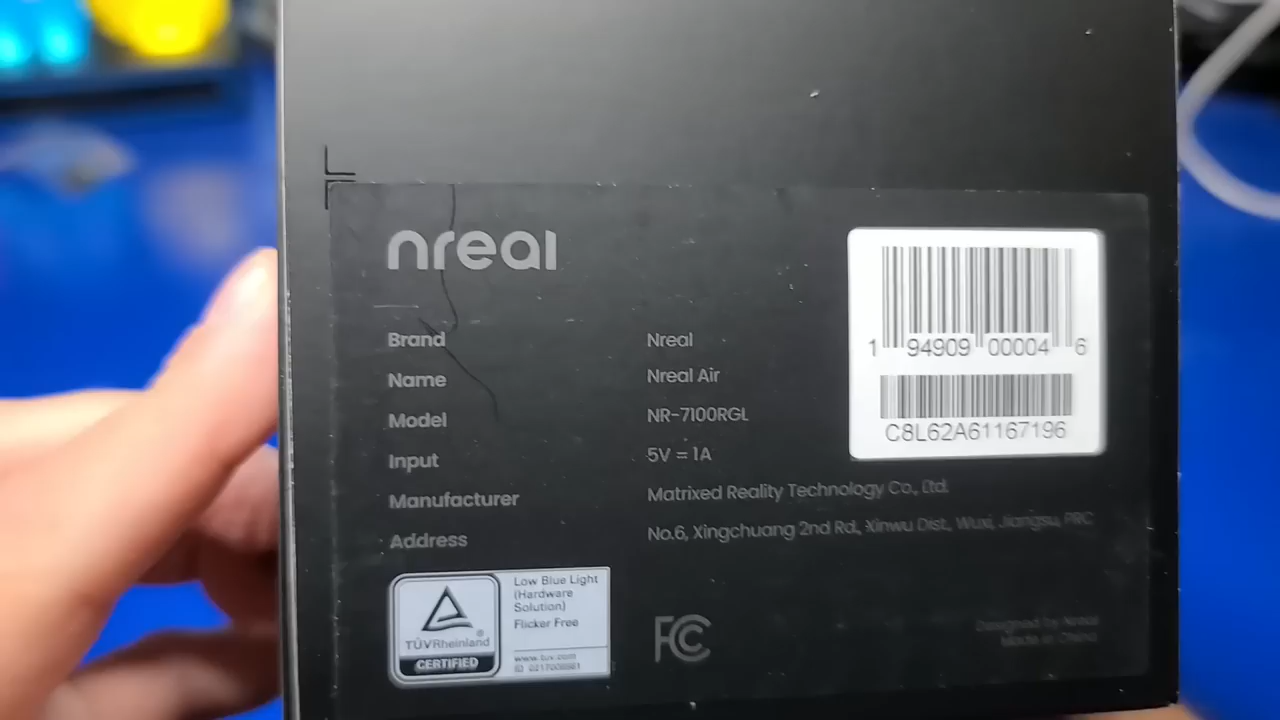 nreal
Brand Nreal
Name Nreal Air
Model NR-7100RGL
Input 5V = 1A
Manufacturer Matrixed Reality Technology Co., Ltd.
Address No.6, Xingchuang 2nd Rd., Xinwu Dist., Wuxi, Jiangsu, PRC
1 94909 00004 6
C8L62A61167196
TÜVRheinland
CERTIFIED
Low Blue Light
(Hardware
Solution)
Flicker Free
www.tuv.com
ID
FC
Designed by Nreal
Made in China